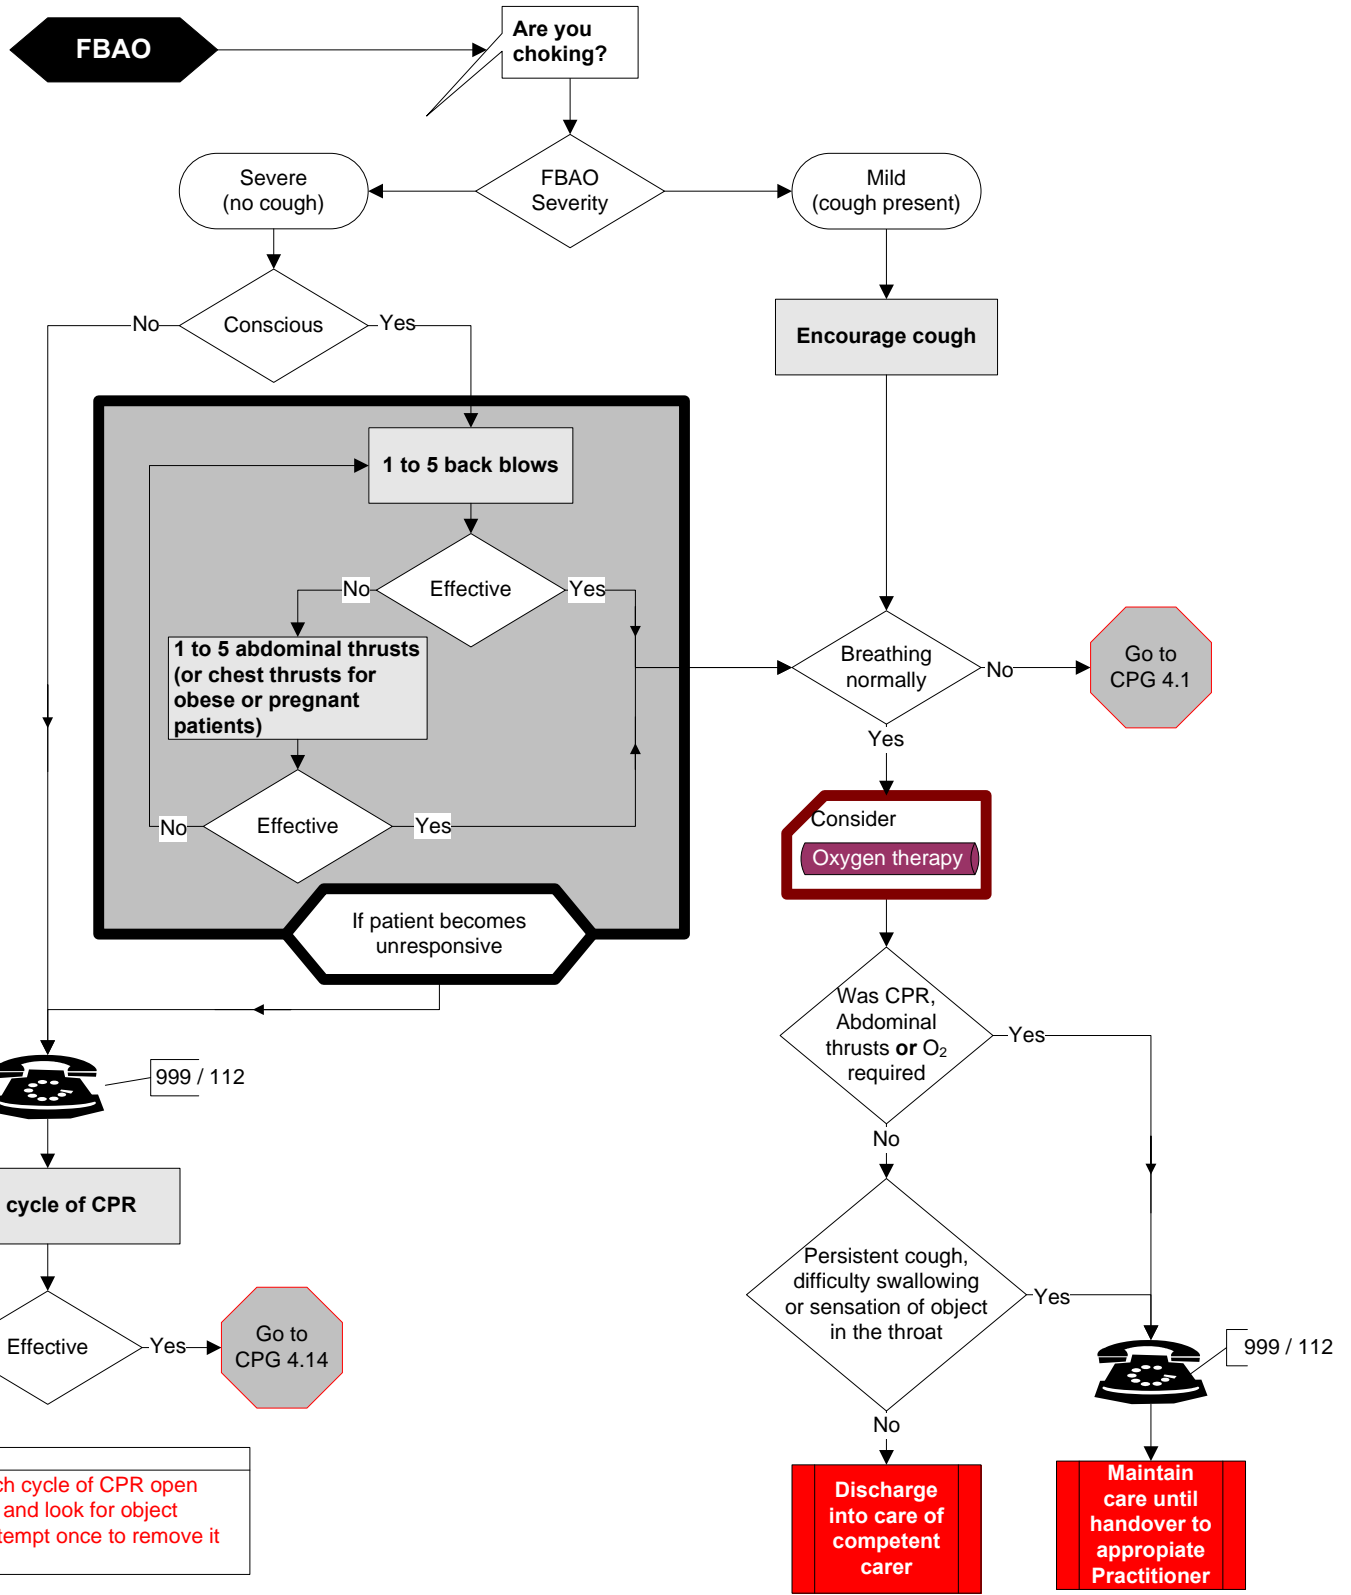 FBAO
Are you
choking?
Severe
(no cough)
FBAO
Severity
Mild
(cough present)
No
Conscious
Yes
Encourage cough
1 to 5 back blows
No
Effective
Yes
1 to 5 abdominal thrusts
(or chest thrusts for
obese or pregnant
patients)
Breathing
normally
No
Go to
CPG 4.1
Yes
No
Effective
Yes
Consider
Oxygen therapy
If patient becomes
unresponsive
Was CPR,
Abdominal
thrusts or O₂
required
Yes
999 / 112
No
cycle of CPR
Persistent cough,
difficulty swallowing
or sensation of object
in the throat
Yes
Effective
Yes
Go to
CPG 4.14
999 / 112
No
ch cycle of CPR open
and look for object
tempt once to remove it
Discharge
into care of
competent
carer
Maintain
care until
handover to
appropiate
Practitioner